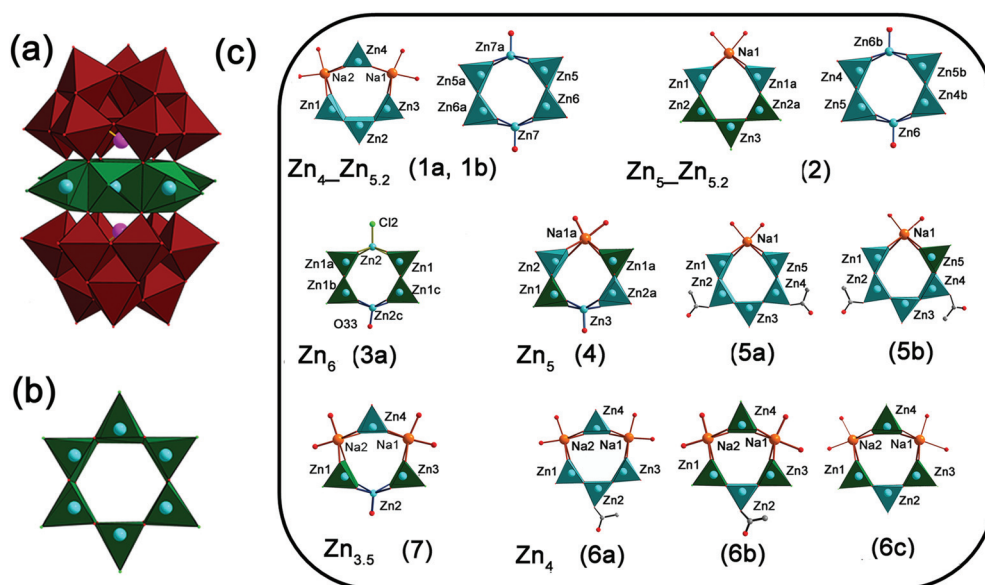 (a)
(b)
(c)
Zn4
Na2 Na1
Zn1 Zn3
Zn2
Zn7a
Zn5a Zn5
Zn6a Zn6
Zn7
Zn4_Zn5.2 (1a, 1b)
Na1
Zn1 Zn1a
Zn2 Zn2a
Zn3
Zn6b
Zn4 Zn5b
Zn5 Zn4b
Zn6
Zn5_Zn5.2 (2)
Cl2
Zn1a Zn2 Zn1
Zn1b Zn1c
Zn2c
O33
Zn6 (3a)
Na1a
Zn2 Zn1a
Zn1 Zn2a
Zn3
Zn5 (4)
Na1
Zn1 Zn5
Zn2 Zn4
Zn3
(5a)
Na1
Zn1 Zn5
Zn2 Zn4
Zn3
(5b)
Zn4
Na2 Na1
Zn1 Zn3
Zn2
Zn3.5 (7)
Zn4
Na2 Na1
Zn1 Zn3
Zn2
Zn4 (6a)
Zn4
Na2 Na1
Zn1 Zn3
Zn2
(6b)
Zn4
Na2 Na1
Zn1 Zn3
Zn2
(6c)